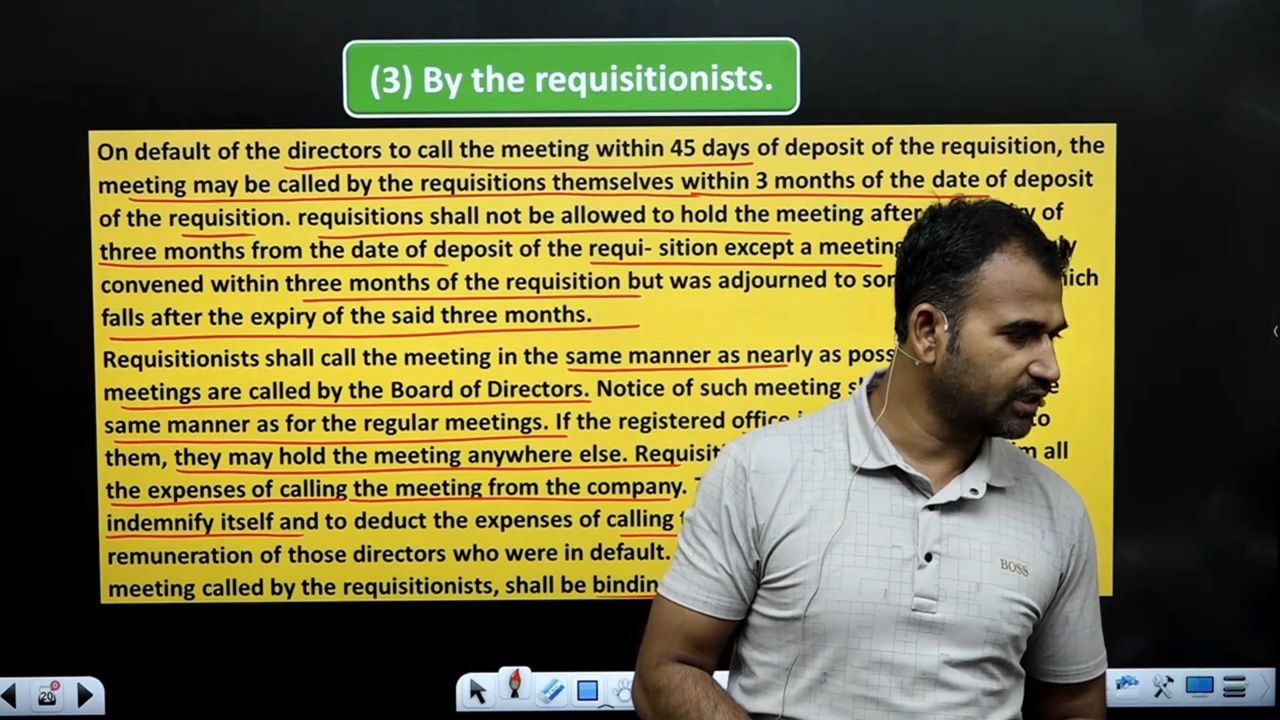 (3) By the requisitionists.
On default of the directors to call the meeting within 45 days of deposit of the requisition, the
meeting may be called by the requisitions themselves within 3 months of the date of deposit
of the requisition. requisitions shall not be allowed to hold the meeting after of
three months from the date of deposit of the requi- sition except a meeting
convened within three months of the requisition but was adjourned to
falls after the expiry of the said three months.
Requisitionists shall call the meeting in the same manner as nearly as
meetings are called by the Board of Directors. Notice of such meeting
same manner as for the regular meetings. If the registered office to
them, they may hold the meeting anywhere else. all
the expenses of calling the meeting from the company.
indemnify itself and to deduct the expenses of calling
remuneration of those directors who were in default.
meeting called by the requisitionists, shall be
BOSS
20